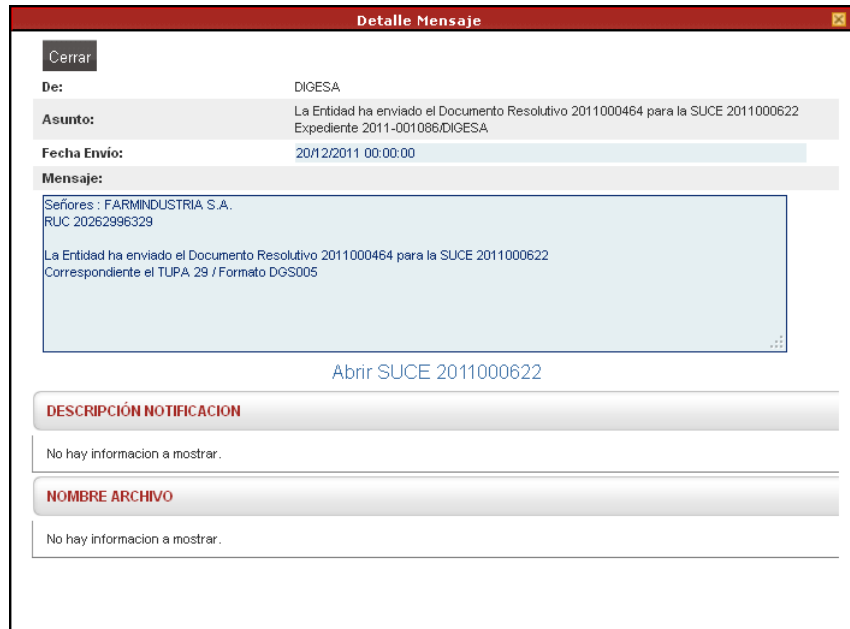 Detalle Mensaje
Cerrar
De: DIGESA
Asunto: La Entidad ha enviado el Documento Resolutivo 2011000464 para la SUCE 2011000622
Expediente 2011-001086/DIGESA
Fecha Envío: 20/12/2011 00:00:00
Mensaje:
Señores : FARMINDUSTRIA S.A.
RUC 20262996329
La Entidad ha enviado el Documento Resolutivo 2011000464 para la SUCE 2011000622
Correspondiente el TUPA 29 / Formato DGS005
Abrir SUCE 2011000622
DESCRIPCIÓN NOTIFICACION
No hay informacion a mostrar.
NOMBRE ARCHIVO
No hay informacion a mostrar.